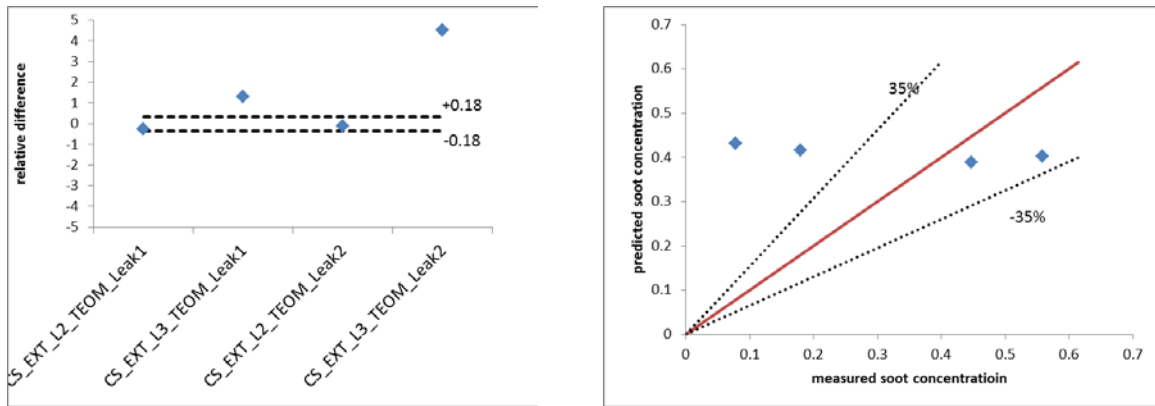 5
4
3
2
1
0
-1
-2
-3
-4
-5
relative difference
+0.18
-0.18
CS_EXT_L2_TEOM_Leak1
CS_EXT_L3_TEOM_Leak1
CS_EXT_L2_TEOM_Leak2
CS_EXT_L3_TEOM_Leak2
0.7
0.6
0.5
0.4
0.3
0.2
0.1
0
predicted soot concentration
35%
-35%
0 0.1 0.2 0.3 0.4 0.5 0.6 0.7
measured soot concentratioin